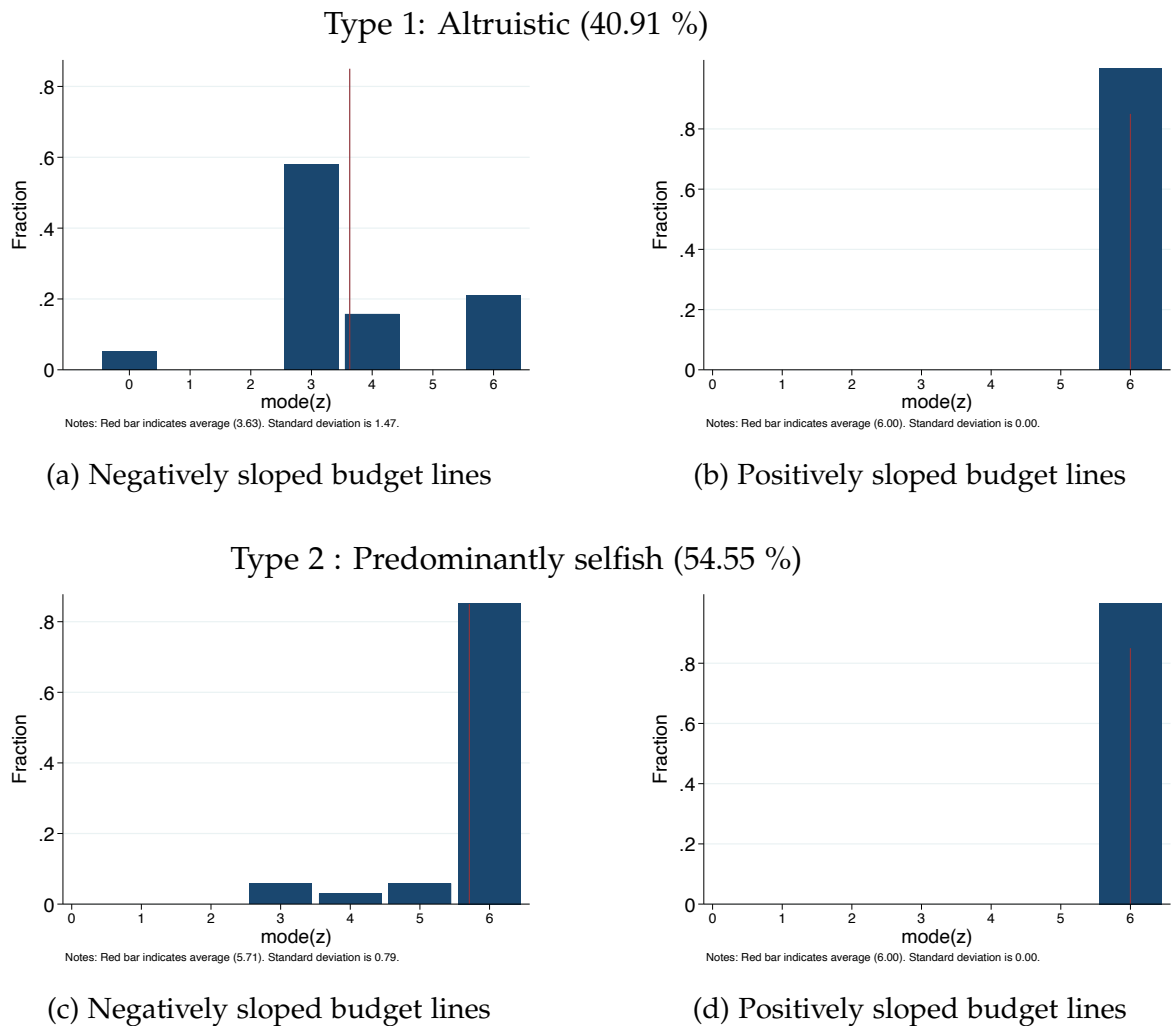 Type 1: Altruistic (40.91 %)
.8
.6
.4
.2
0
Fraction
0 1 2 3 4 5 6
mode(z)
Notes: Red bar indicates average (3.63). Standard deviation is 1.47.
(a) Negatively sloped budget lines
.8
.6
.4
.2
0
Fraction
0 1 2 3 4 5 6
mode(z)
Notes: Red bar indicates average (6.00). Standard deviation is 0.00.
(b) Positively sloped budget lines
Type 2 : Predominantly selfish (54.55 %)
.8
.6
.4
.2
0
Fraction
0 1 2 3 4 5 6
mode(z)
Notes: Red bar indicates average (5.71). Standard deviation is 0.79.
(c) Negatively sloped budget lines
.8
.6
.4
.2
0
Fraction
0 1 2 3 4 5 6
mode(z)
Notes: Red bar indicates average (6.00). Standard deviation is 0.00.
(d) Positively sloped budget lines